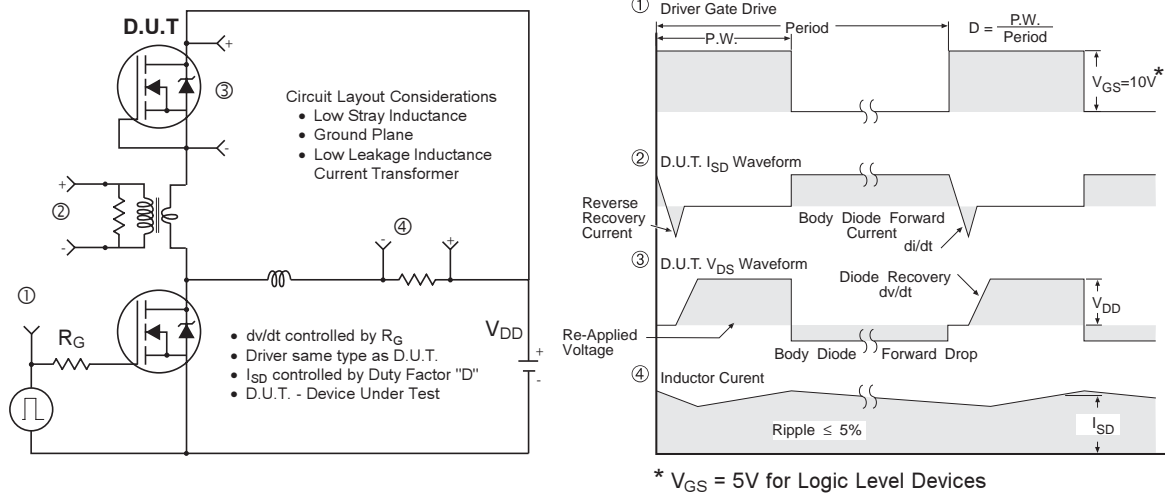 D.U.T
+
③
-
Circuit Layout Considerations
• Low Stray Inductance
• Ground Plane
• Low Leakage Inductance
Current Transformer
+
②
-
④
- +
①
RG
VDD
+
-
• dv/dt controlled by RG
• Driver same type as D.U.T.
• ISD controlled by Duty Factor "D"
• D.U.T. - Device Under Test
① Driver Gate Drive
P.W.
Period
D = P.W.
Period
VGS=10V*
② D.U.T. ISD Waveform
Reverse
Recovery
Current
Body Diode Forward
Current
di/dt
③ D.U.T. VDS Waveform
Diode Recovery
dv/dt
VDD
Re-Applied
Voltage
Body Diode Forward Drop
④ Inductor Curent
Ripple ≤ 5%
ISD
* VGS = 5V for Logic Level Devices